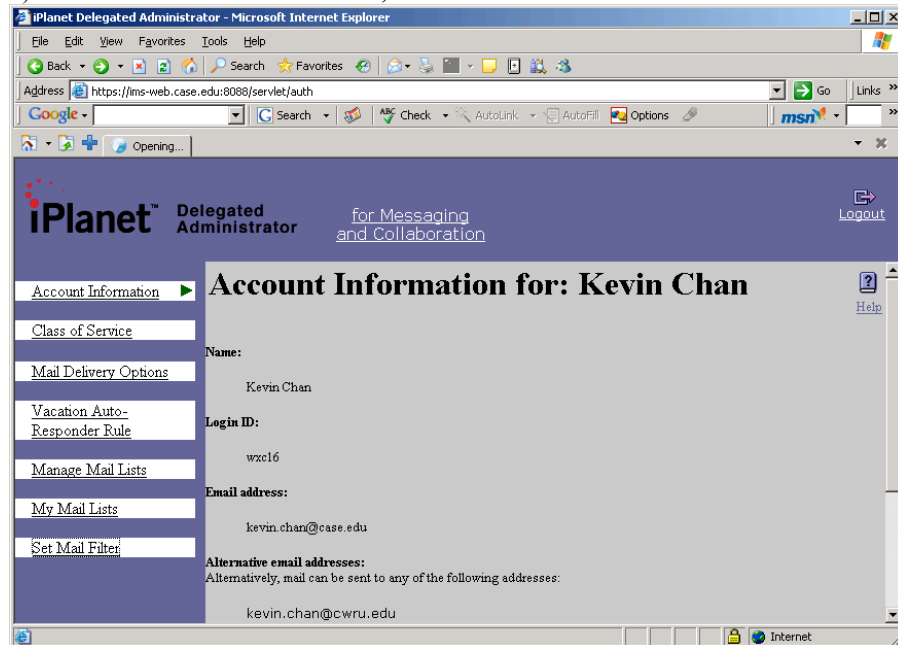 iPlanet Delegated Administrator - Microsoft Internet Explorer
File Edit View Favorites Tools Help
Back Search Favorites
Address https://ims-web.case.edu:8088/servlet/auth Go Links »
Google Search ABC Check AutoLink AutoFill Options msn »
Opening...
iPlanet™ Delegated Administrator
for Messaging
and Collaboration
Logout
Account Information
Class of Service
Mail Delivery Options
Vacation Auto-
Responder Rule
Manage Mail Lists
My Mail Lists
Set Mail Filter
Account Information for: Kevin Chan
? Help
Name:
Kevin Chan
Login ID:
wxc16
Email address:
kevin.chan@case.edu
Alternative email addresses:
Alternatively, mail can be sent to any of the following addresses:
kevin.chan@cwru.edu
Internet